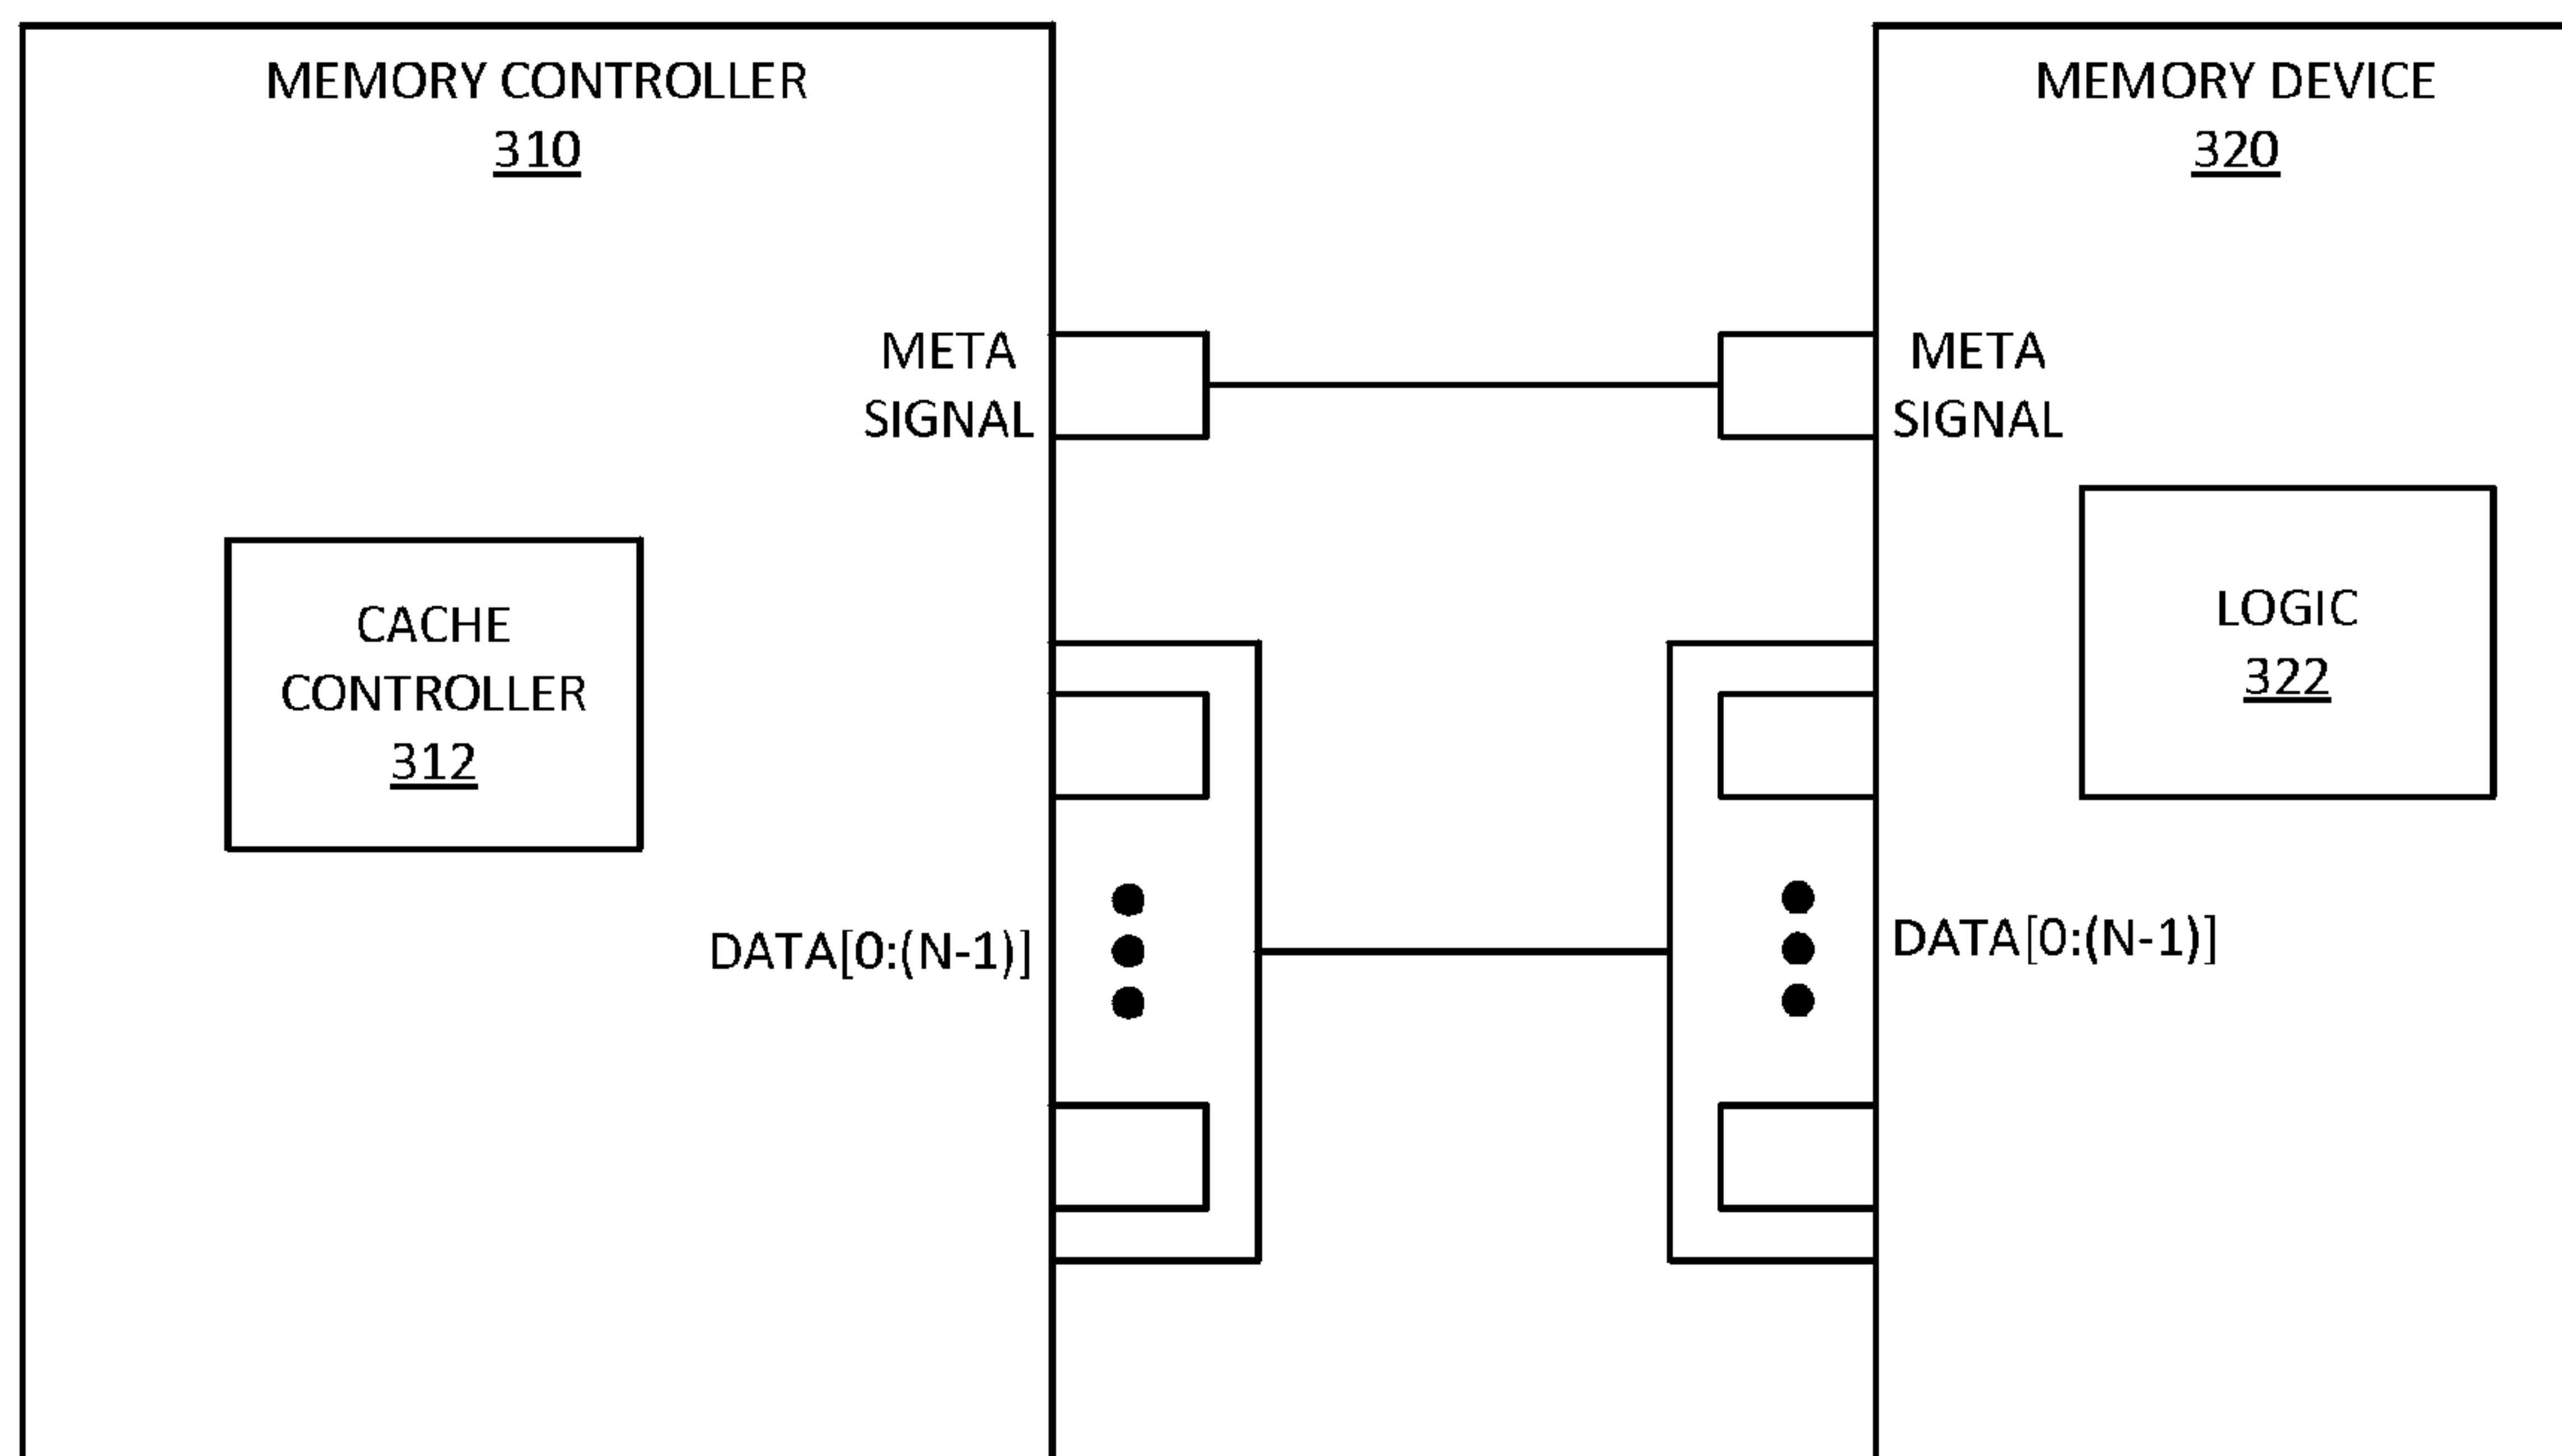 MEMORY CONTROLLER
310
MEMORY DEVICE
320
META
SIGNAL
META
SIGNAL
CACHE
CONTROLLER
312
LOGIC
322
DATA[0:(N-1)]
DATA[0:(N-1)]